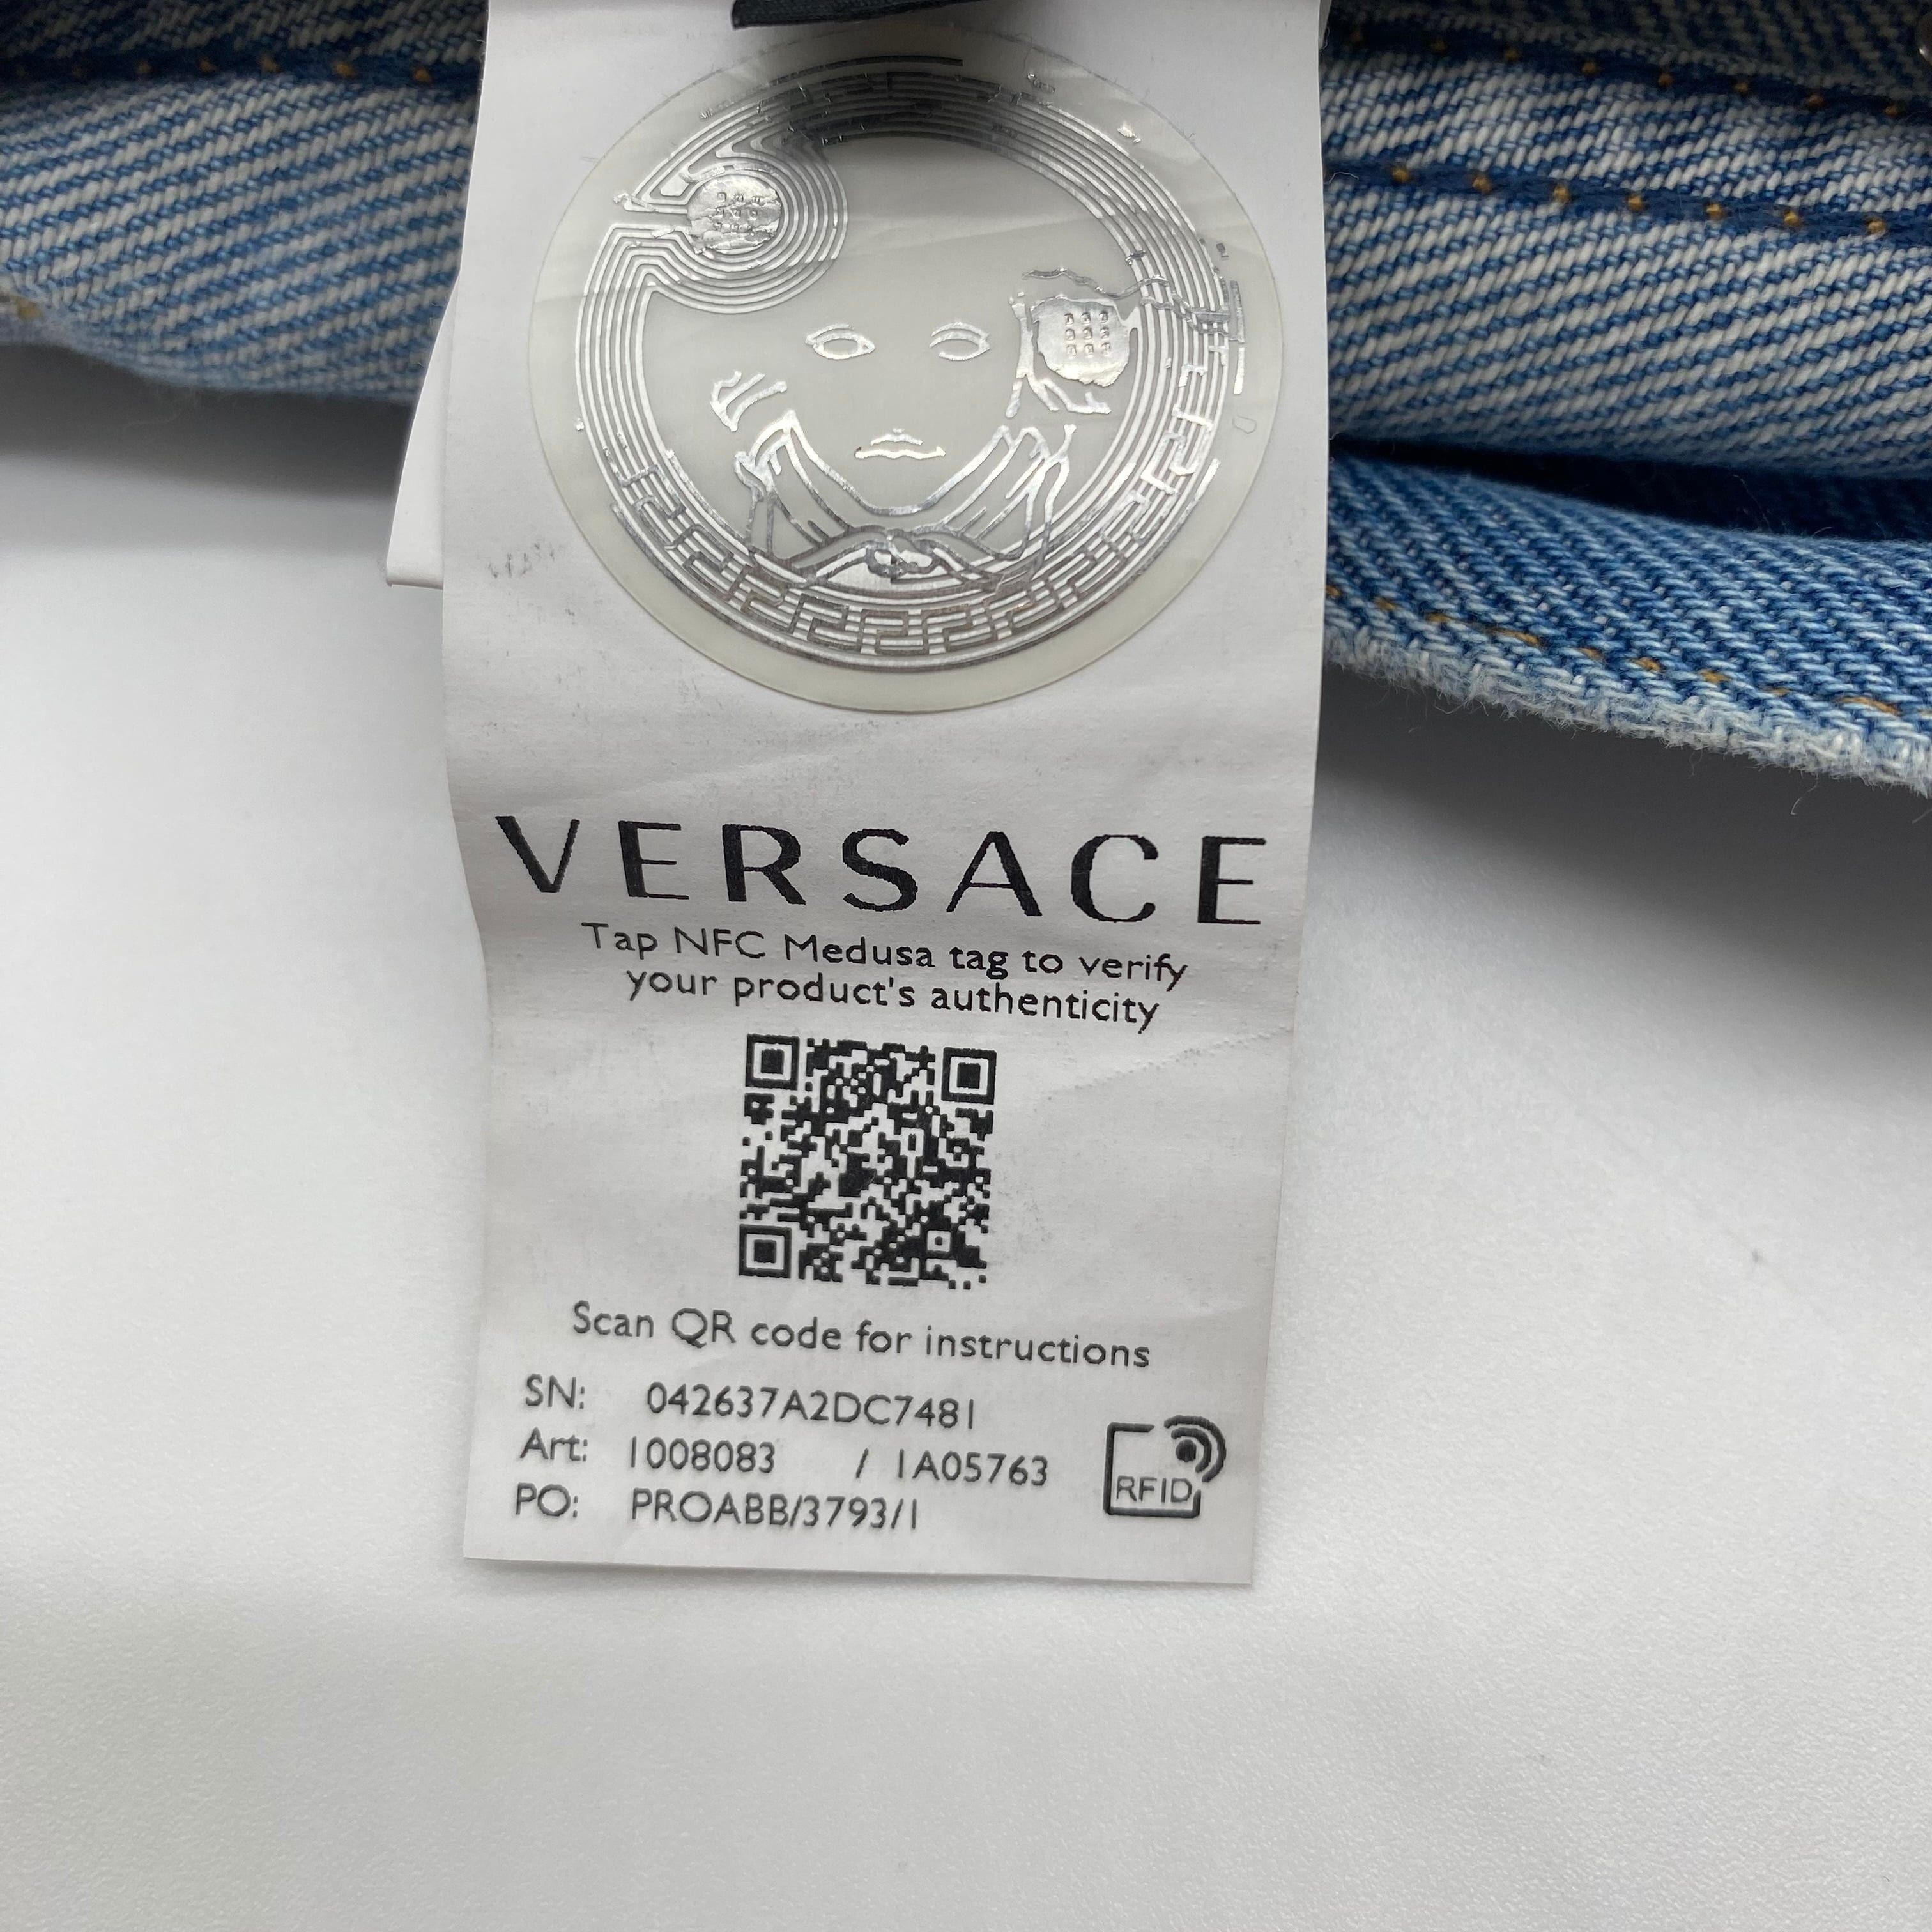 VERSACE
Tap NFC Medusa tag to verify
your product's authenticity
Scan QR code for instructions
SN: 042637A2DC7481
Art: 1008083 / 1A05763
PO: PROABB/3793/1
RFID